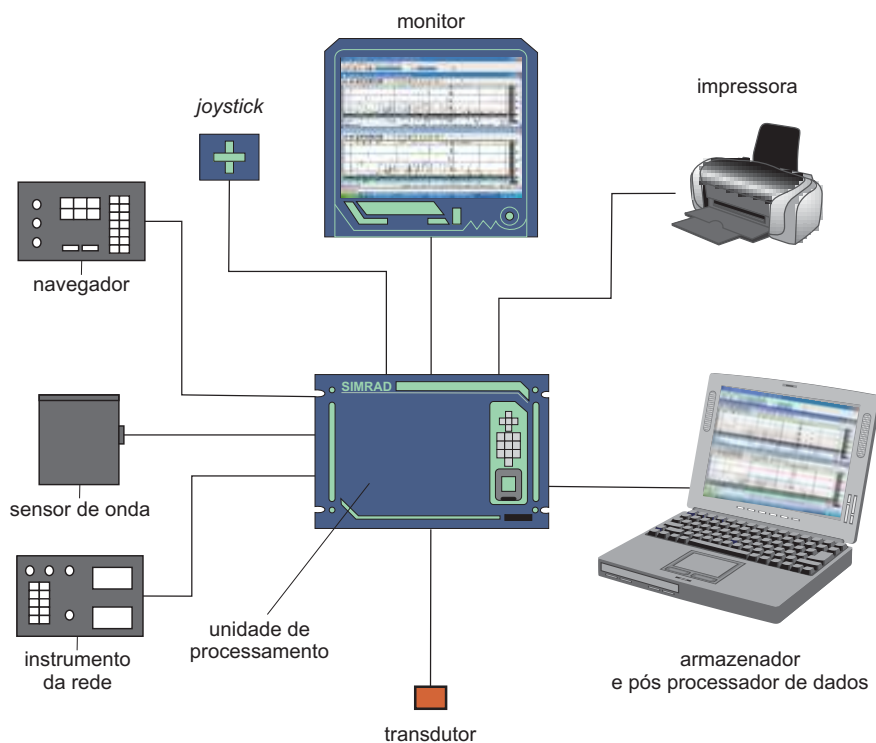 monitor
joystick
impressora
navegador
SIMRAD
sensor de onda
unidade de
processamento
instrumento
da rede
armazenador
e pós processador de dados
transdutor